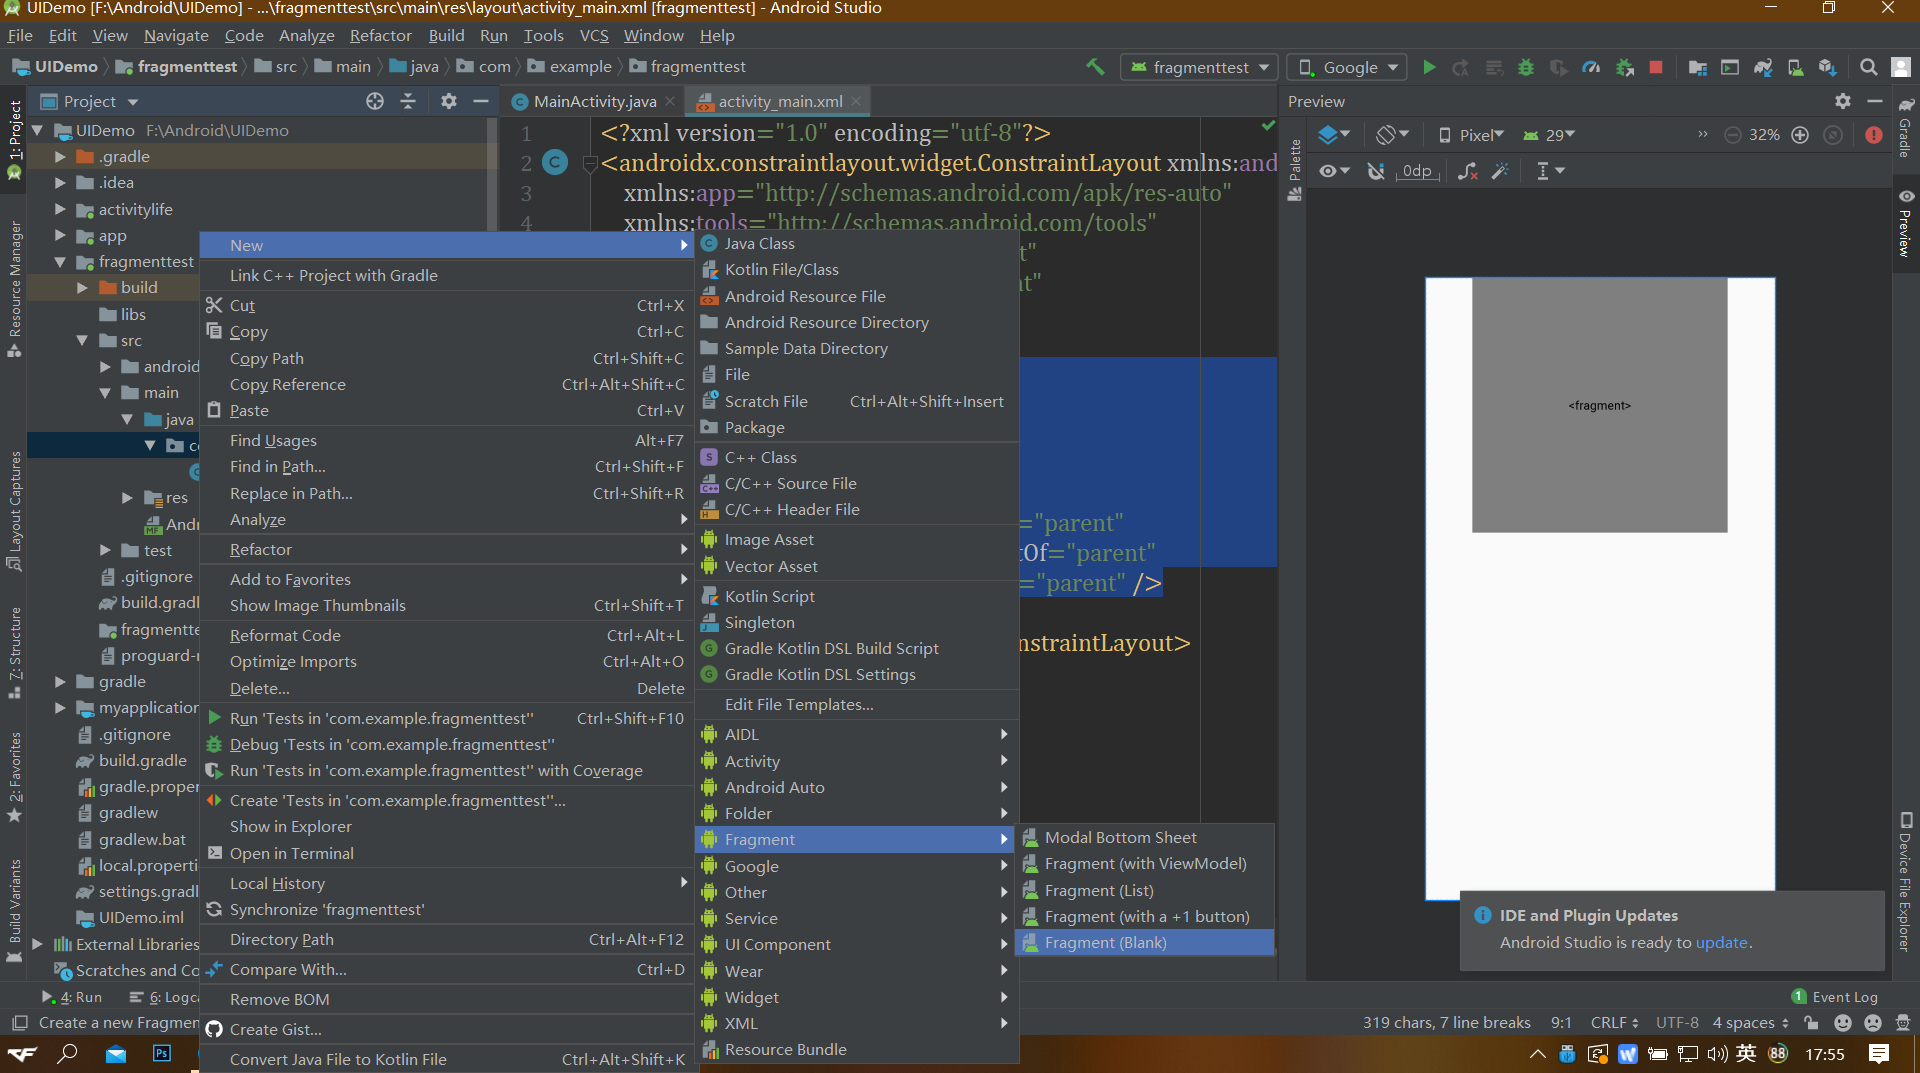 UIDemo [F:\Android\UIDemo] - ...\fragmenttest\src\main\res\layout\activity_main.xml [fragmenttest] - Android Studio
File Edit View Navigate Code Analyze Refactor Build Run Tools VCS Window Help
UIDemo fragmenttest src main java com example fragmenttest
fragmenttest Google
Project
MainActivity.java activity_main.xml
Preview
1: Project
Resource Manager
Layout Captures
7: Structure
2: Favorites
Build Variants
UIDemo F:\Android\UIDemo
.gradle
.idea
activitylife
app
fragmenttest
build
libs
src
android
main
java
res
test
.gitignore
build.gradl
fragmentte
proguard-r
gradle
myapplication
.gitignore
build.gradle
gradle.proper
gradlew
gradlew.bat
local.properti
settings.gradl
UIDemo.iml
External Libraries
Scratches and Co
1 <?xml version="1.0" encoding="utf-8"?>
2 <androidx.constraintlayout.widget.ConstraintLayout xmlns:and
3 xmlns:app="http://schemas.android.com/apk/res-auto"
4 xmlns:tools="http://schemas.android.com/tools"
t"
nt"
="parent"
tOf="parent"
="parent" />
nstraintLayout>
New
Link C++ Project with Gradle
Cut Ctrl+X
Copy Ctrl+C
Copy Path Ctrl+Shift+C
Copy Reference Ctrl+Alt+Shift+C
Paste Ctrl+V
Find Usages Alt+F7
Find in Path... Ctrl+Shift+F
Replace in Path... Ctrl+Shift+R
Analyze
Refactor
Add to Favorites
Show Image Thumbnails Ctrl+Shift+T
Reformat Code Ctrl+Alt+L
Optimize Imports Ctrl+Alt+O
Delete... Delete
Run 'Tests in 'com.example.fragmenttest'' Ctrl+Shift+F10
Debug 'Tests in 'com.example.fragmenttest''
Run 'Tests in 'com.example.fragmenttest'' with Coverage
Create 'Tests in 'com.example.fragmenttest''...
Show in Explorer
Open in Terminal
Local History
Synchronize 'fragmenttest'
Directory Path Ctrl+Alt+F12
Compare With... Ctrl+D
Remove BOM
Create Gist...
Convert Java File to Kotlin File Ctrl+Alt+Shift+K
Java Class
Kotlin File/Class
Android Resource File
Android Resource Directory
Sample Data Directory
File
Scratch File Ctrl+Alt+Shift+Insert
Package
C++ Class
C/C++ Source File
C/C++ Header File
Image Asset
Vector Asset
Kotlin Script
Singleton
Gradle Kotlin DSL Build Script
Gradle Kotlin DSL Settings
Edit File Templates...
AIDL
Activity
Android Auto
Folder
Fragment
Google
Other
Service
UI Component
Wear
Widget
XML
Resource Bundle
Modal Bottom Sheet
Fragment (with ViewModel)
Fragment (List)
Fragment (with a +1 button)
Fragment (Blank)
Palette
Pixel 29 32%
0dp
<fragment>
Gradle
Preview
Device File Explorer
IDE and Plugin Updates
Android Studio is ready to update.
4: Run 6: Logca
1 Event Log
Create a new Fragmen
319 chars, 7 line breaks 9:1 CRLF UTF-8 4 spaces
Ps
英 88 17:55